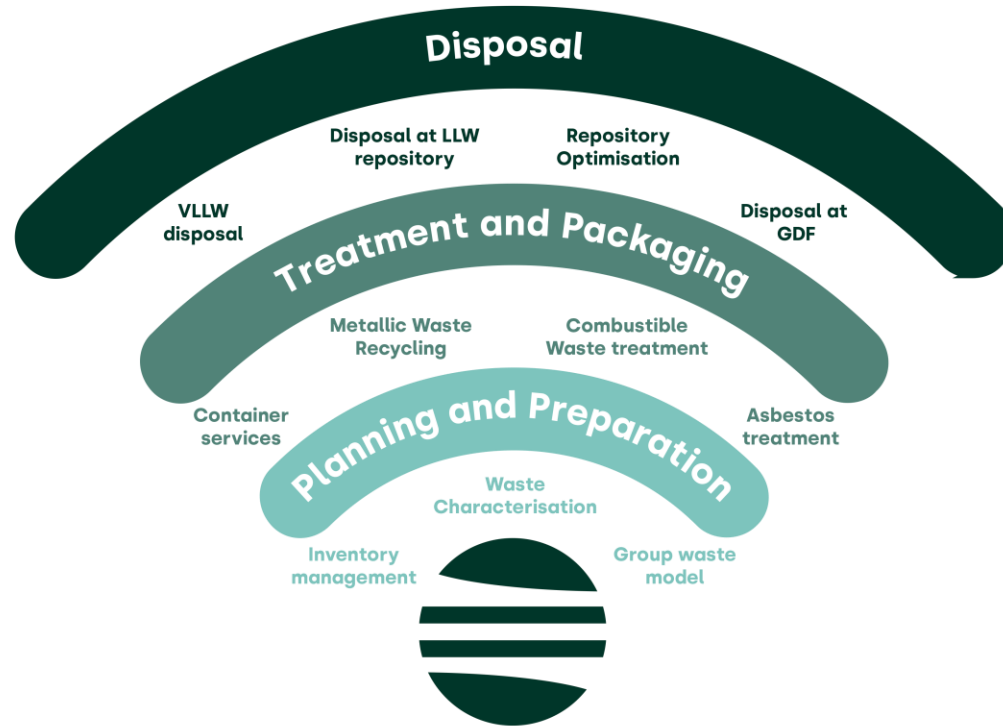 Disposal
Disposal at LLW
repository
Repository
Optimisation
VLLW
disposal
Disposal at
GDF
Treatment and Packaging
Metallic Waste
Recycling
Combustible
Waste treatment
Container
services
Asbestos
treatment
Planning and Preparation
Waste
Characterisation
Inventory
management
Group waste
model